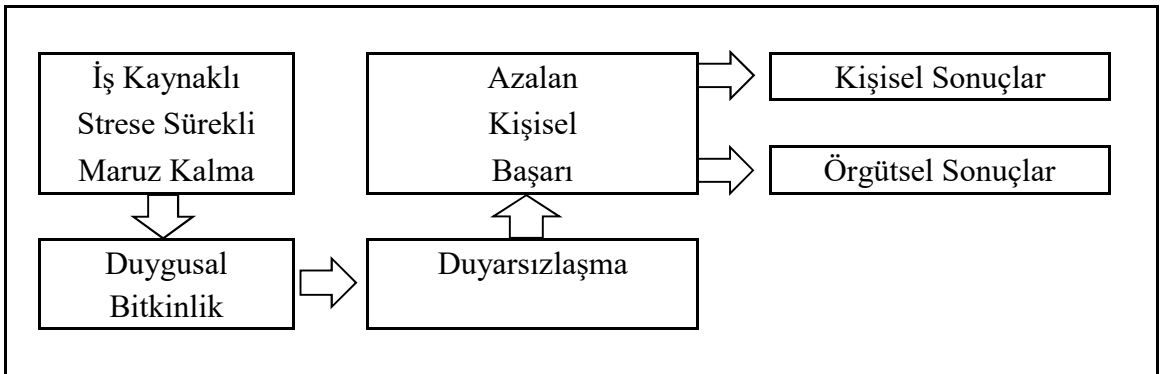 İş Kaynaklı
Strese Sürekli
Maruz Kalma
Azalan
Kişisel
Başarı
Kişisel Sonuçlar
Örgütsel Sonuçlar
Duygusal
Bitkinlik
Duyarsızlaşma